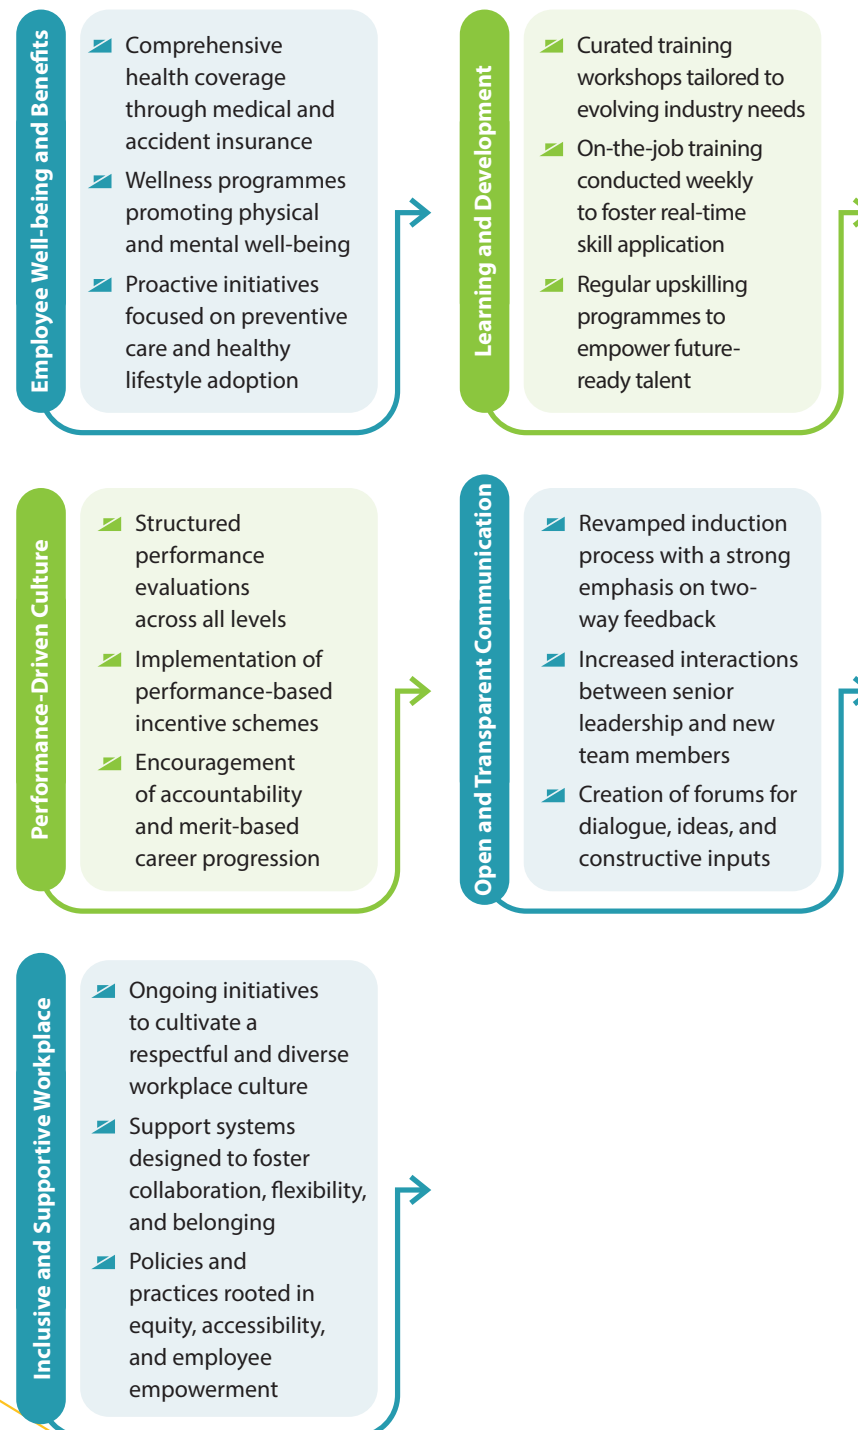 Employee Well-being and Benefits
Comprehensive
health coverage
through medical and
accident insurance
Wellness programmes
promoting physical
and mental well-being
Proactive initiatives
focused on preventive
care and healthy
lifestyle adoption
Learning and Development
Curated training
workshops tailored to
evolving industry needs
On-the-job training
conducted weekly
to foster real-time
skill application
Regular upskilling
programmes to
empower future-
ready talent
Performance-Driven Culture
Structured
performance
evaluations
across all levels
Implementation of
performance-based
incentive schemes
Encouragement
of accountability
and merit-based
career progression
Open and Transparent Communication
Revamped induction
process with a strong
emphasis on two-
way feedback
Increased interactions
between senior
leadership and new
team members
Creation of forums for
dialogue, ideas, and
constructive inputs
Inclusive and Supportive Workplace
Ongoing initiatives
to cultivate a
respectful and diverse
workplace culture
Support systems
designed to foster
collaboration, flexibility,
and belonging
Policies and
practices rooted in
equity, accessibility,
and employee
empowerment